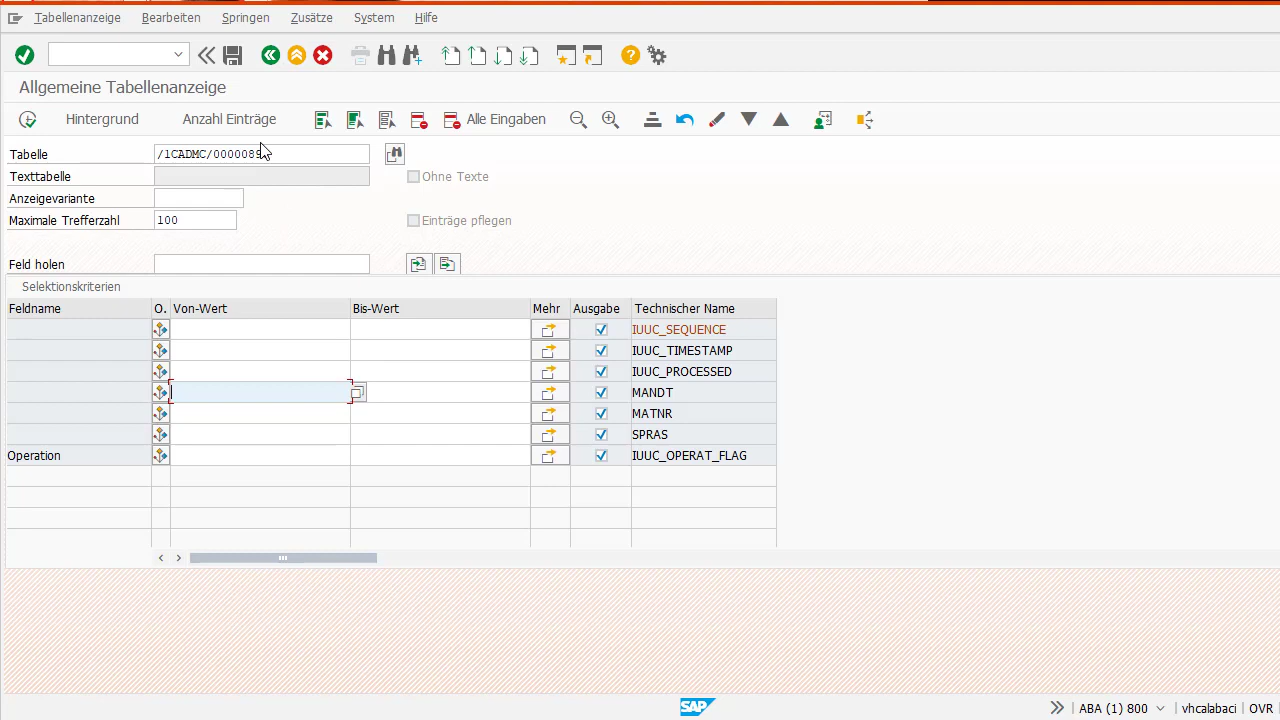 Tabellenanzeige Bearbeiten Springen Zusätze System Hilfe
Allgemeine Tabellenanzeige
Hintergrund Anzahl Einträge Alle Eingaben
Tabelle
Texttabelle Ohne Texte
Anzeigevariante
Maximale Trefferzahl 100 Einträge pflegen
Feld holen
Selektionskriterien
Feldname O. Von-Wert Bis-Wert Mehr Ausgabe Technischer Name
IUUC_SEQUENCE
IUUC_TIMESTAMP
IUUC_PROCESSED
MANDT
MATNR
SPRAS
Operation IUUC_OPERAT_FLAG
SAP ABA (1) 800 vhcalabaci OVR